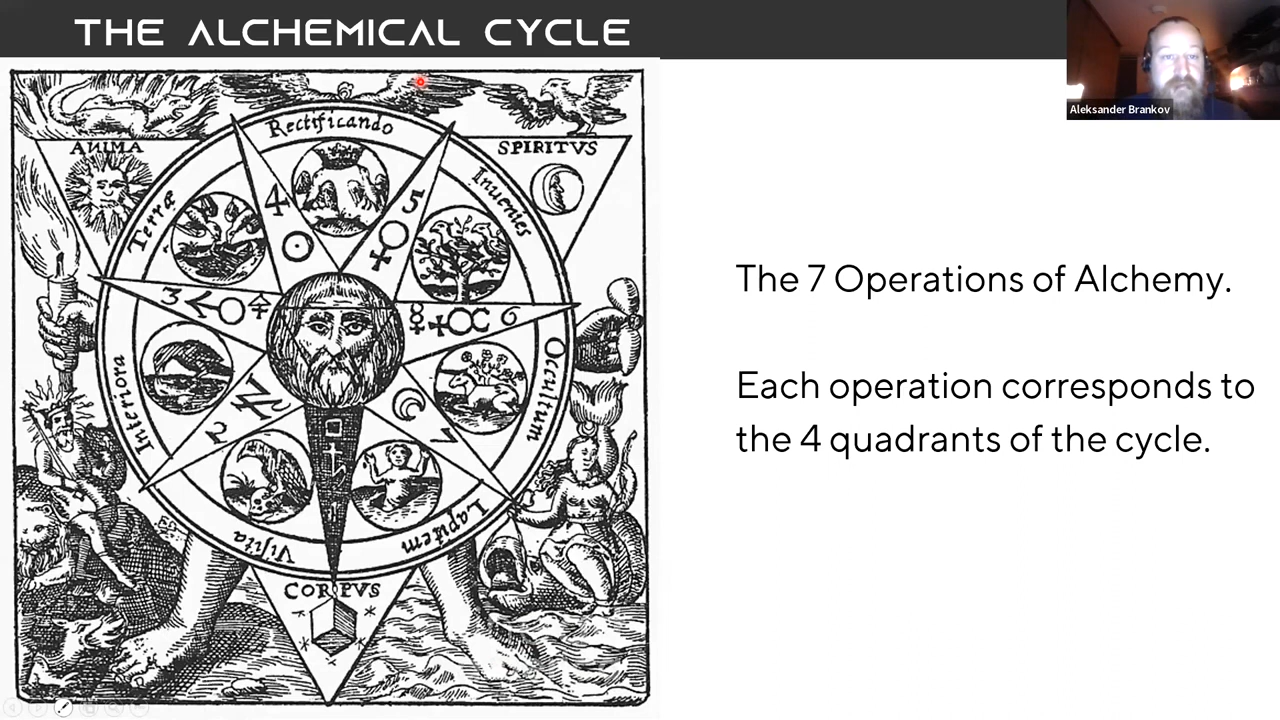 THE ALCHEMICAL CYCLE
Aleksander Brankov
The 7 Operations of Alchemy.
Each operation corresponds to
the 4 quadrants of the cycle.
ANIMA
SPIRITVS
CORPVS
Visita
Interiora
Terræ
Rectificando
Inuenies
Occultum
Lapidem
2
3
4
5
6
7